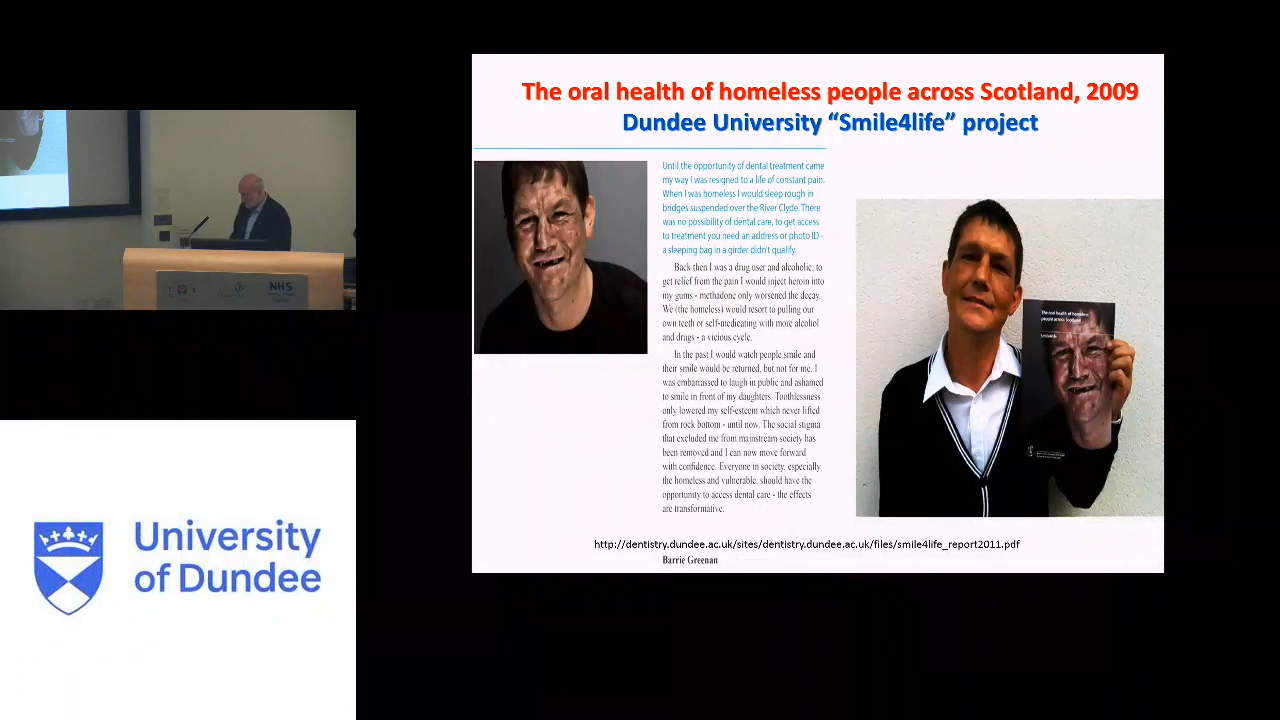 The oral health of homeless people across Scotland, 2009
Dundee University “Smile4life” project
Until the opportunity of dental treatment came
my way I was resigned to a life of constant pain.
When I was homeless I would sleep rough in
bridges suspended over the River Clyde. There
was no possibility of dental care, to get access
to treatment you need an address or photo ID -
a sleeping bag in a girder didn't qualify.
Back then I was a drug user and alcoholic, to
get relief from the pain I would inject heroin into
my gums - methadone only worsened the decay.
We (the homeless) would resort to pulling our
own teeth or self-medicating with more alcohol
and drugs - a vicious cycle.
In the past I would watch people smile and
their smile would be returned, but not for me. I
was embarrassed to laugh in public and ashamed
to smile in front of my daughters. Toothlessness
only lowered my self-esteem which never lifted
from rock bottom - until now. The social stigma
that excluded me from mainstream society has
been removed and I can now move forward
with confidence. Everyone in society, especially
the homeless and vulnerable, should have the
opportunity to access dental care - the effects
are transformative.
The oral health of homeless
people across Scotland
Smile4life
http://dentistry.dundee.ac.uk/sites/dentistry.dundee.ac.uk/files/smile4life_report2011.pdf
Barrie Greenan
NHS
University
of Dundee